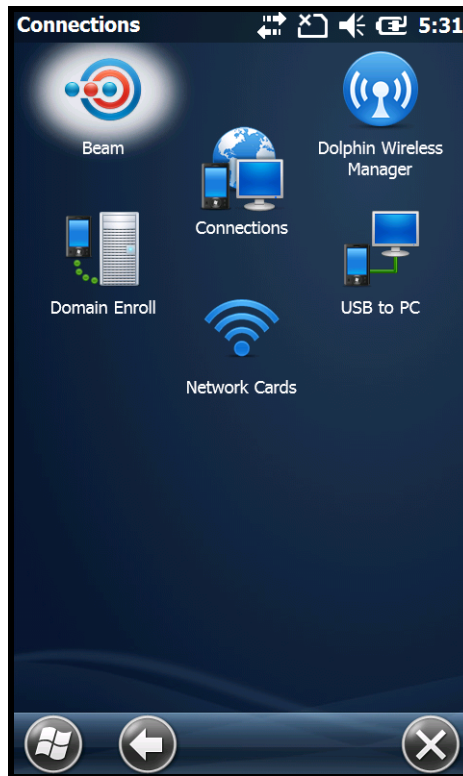 Connections 5:31
Beam
Dolphin Wireless
Manager
Connections
Domain Enroll
USB to PC
Network Cards